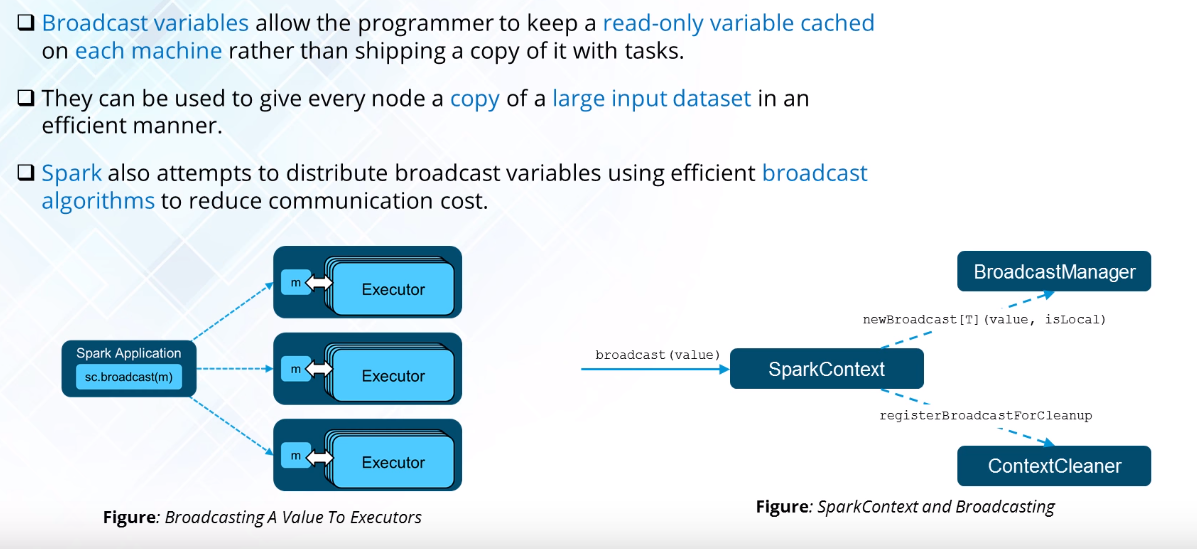 Broadcast variables allow the programmer to keep a read-only variable cached
on each machine rather than shipping a copy of it with tasks.
They can be used to give every node a copy of a large input dataset in an
efficient manner.
Spark also attempts to distribute broadcast variables using efficient broadcast
algorithms to reduce communication cost.
Spark Application
sc.broadcast(m)
m
Executor
m
Executor
m
Executor
Figure: Broadcasting A Value To Executors
broadcast(value)
SparkContext
BroadcastManager
newBroadcast[T](value, isLocal)
registerBroadcastForCleanup
ContextCleaner
Figure: SparkContext and Broadcasting